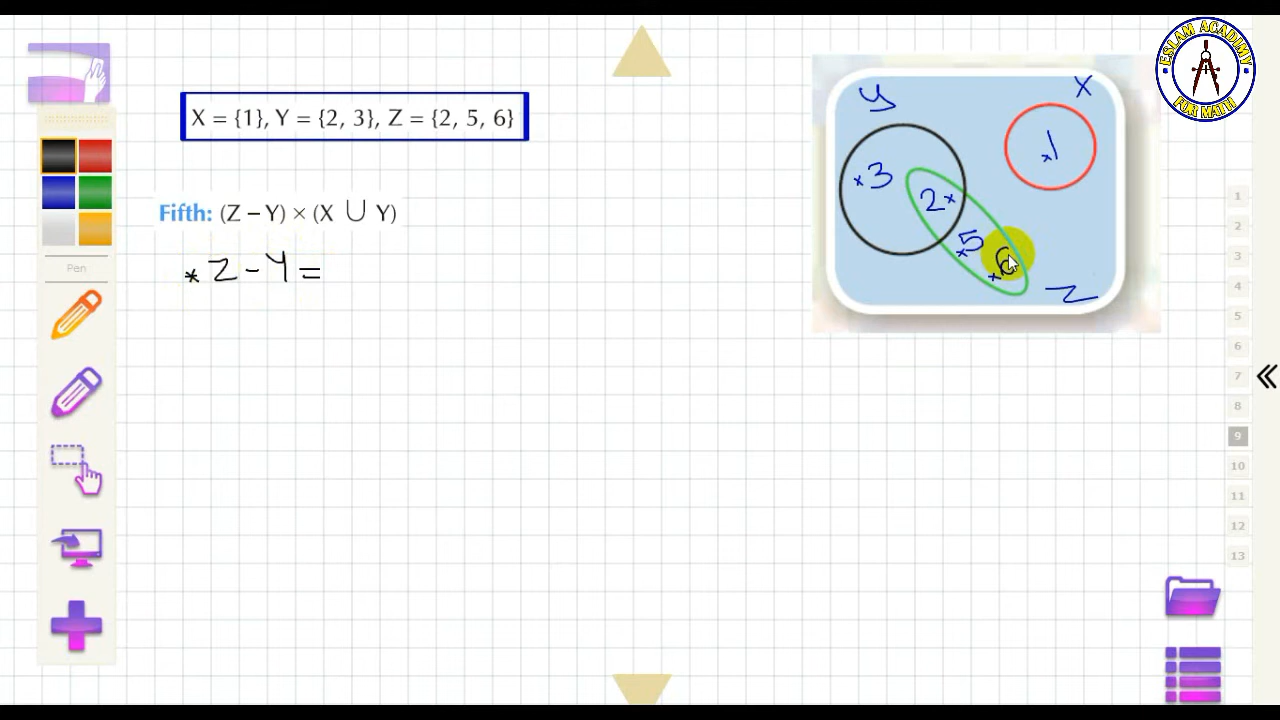 ESLAM ACADIMY
FOR MATH
X = {1}, Y = {2, 3}, Z = {2, 5, 6}
Fifth: (Z – Y) × (X ∪ Y)
* Z - Y =
Pen
Y
X
3
1
2
5
6
Z
1
2
3
4
5
6
7
8
9
10
11
12
13